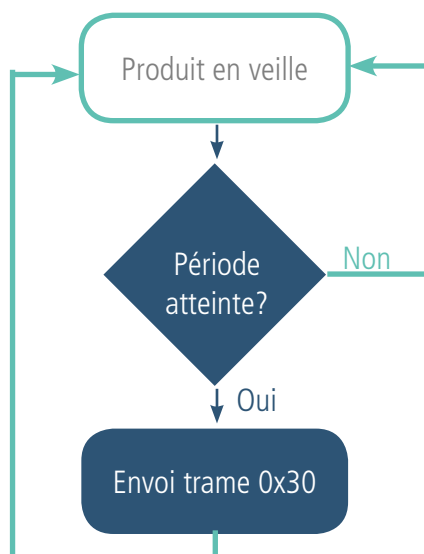 Produit en veille
Période
atteinte?
Non
Oui
Envoi trame 0x30